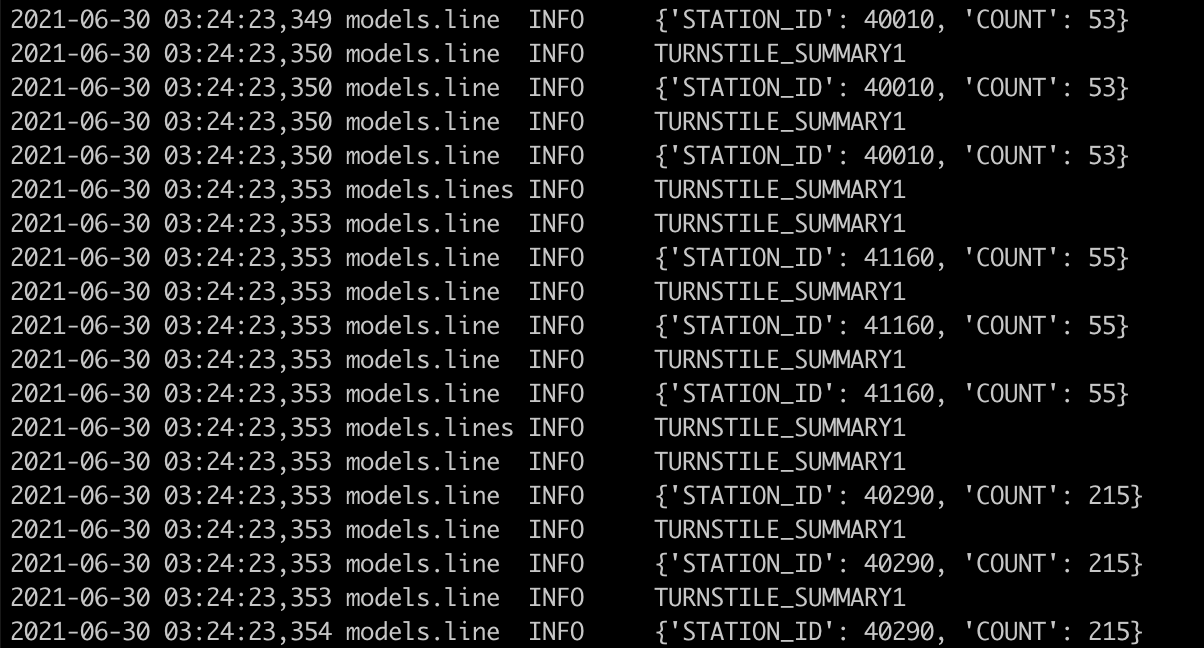 2021-06-30 03:24:23,349 models.line  INFO     {'STATION_ID': 40010, 'COUNT': 53}
2021-06-30 03:24:23,350 models.line  INFO     TURNSTILE_SUMMARY1
2021-06-30 03:24:23,350 models.line  INFO     {'STATION_ID': 40010, 'COUNT': 53}
2021-06-30 03:24:23,350 models.line  INFO     TURNSTILE_SUMMARY1
2021-06-30 03:24:23,350 models.line  INFO     {'STATION_ID': 40010, 'COUNT': 53}
2021-06-30 03:24:23,353 models.lines INFO     TURNSTILE_SUMMARY1
2021-06-30 03:24:23,353 models.line  INFO     TURNSTILE_SUMMARY1
2021-06-30 03:24:23,353 models.line  INFO     {'STATION_ID': 41160, 'COUNT': 55}
2021-06-30 03:24:23,353 models.line  INFO     TURNSTILE_SUMMARY1
2021-06-30 03:24:23,353 models.line  INFO     {'STATION_ID': 41160, 'COUNT': 55}
2021-06-30 03:24:23,353 models.line  INFO     TURNSTILE_SUMMARY1
2021-06-30 03:24:23,353 models.line  INFO     {'STATION_ID': 41160, 'COUNT': 55}
2021-06-30 03:24:23,353 models.lines INFO     TURNSTILE_SUMMARY1
2021-06-30 03:24:23,353 models.line  INFO     TURNSTILE_SUMMARY1
2021-06-30 03:24:23,353 models.line  INFO     {'STATION_ID': 40290, 'COUNT': 215}
2021-06-30 03:24:23,353 models.line  INFO     TURNSTILE_SUMMARY1
2021-06-30 03:24:23,353 models.line  INFO     {'STATION_ID': 40290, 'COUNT': 215}
2021-06-30 03:24:23,353 models.line  INFO     TURNSTILE_SUMMARY1
2021-06-30 03:24:23,354 models.line  INFO     {'STATION_ID': 40290, 'COUNT': 215}